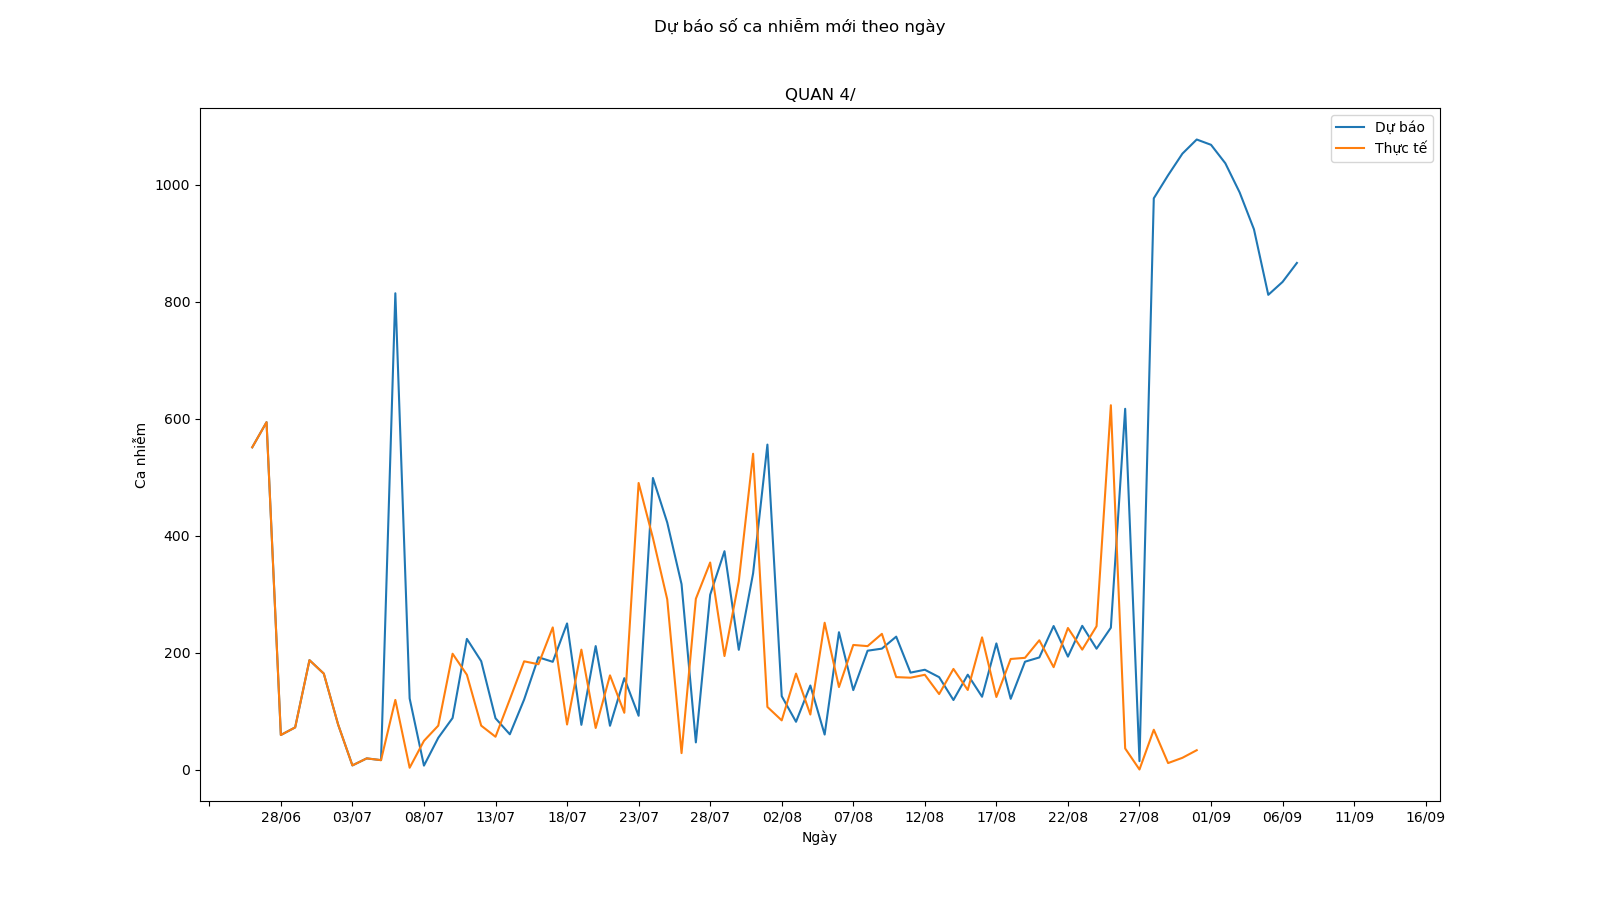 Dự báo số ca nhiễm mới theo ngày
QUAN 4/
Dự báo
Thực tế
1000
800
600
400
200
0
Ca nhiễm
28/06 03/07 08/07 13/07 18/07 23/07 28/07 02/08 07/08 12/08 17/08 22/08 27/08 01/09 06/09 11/09 16/09
Ngày